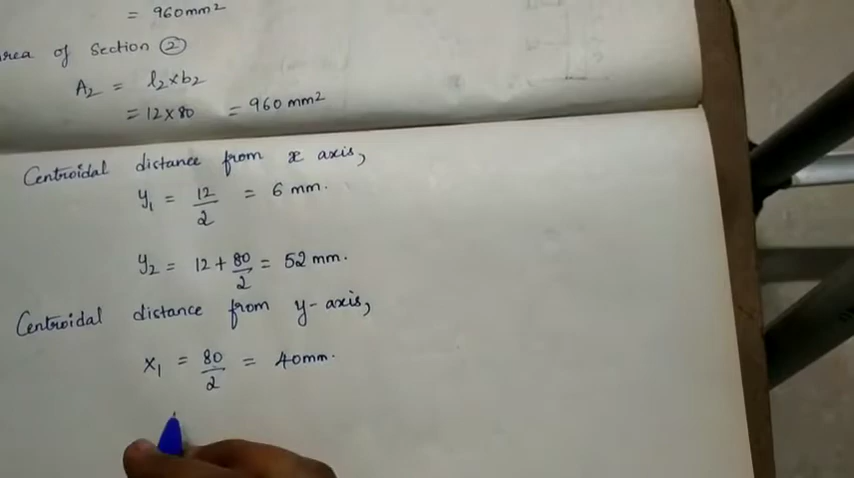 = 960mm²
area of Section ②
A₂ = l₂×b₂
= 12×80 = 960 mm²
Centroidal distance from x axis,
y₁ = 12/2 = 6 mm.
y₂ = 12 + 80/2 = 52 mm.
Centroidal distance from y-axis,
x₁ = 80/2 = 40mm.